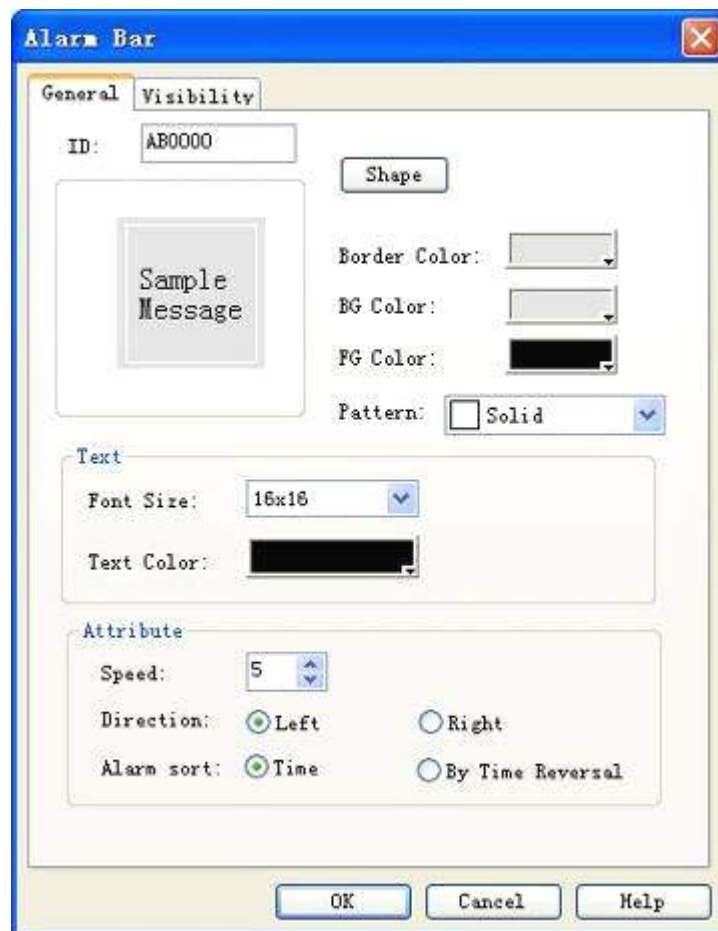 Alarm Bar
General Visibility
ID: AB0000
Shape
Sample
Message
Border Color:
BG Color:
FG Color:
Pattern: Solid
Text
Font Size: 16x16
Text Color:
Attribute
Speed: 5
Direction: Left Right
Alarm sort: Time By Time Reversal
OK Cancel Help